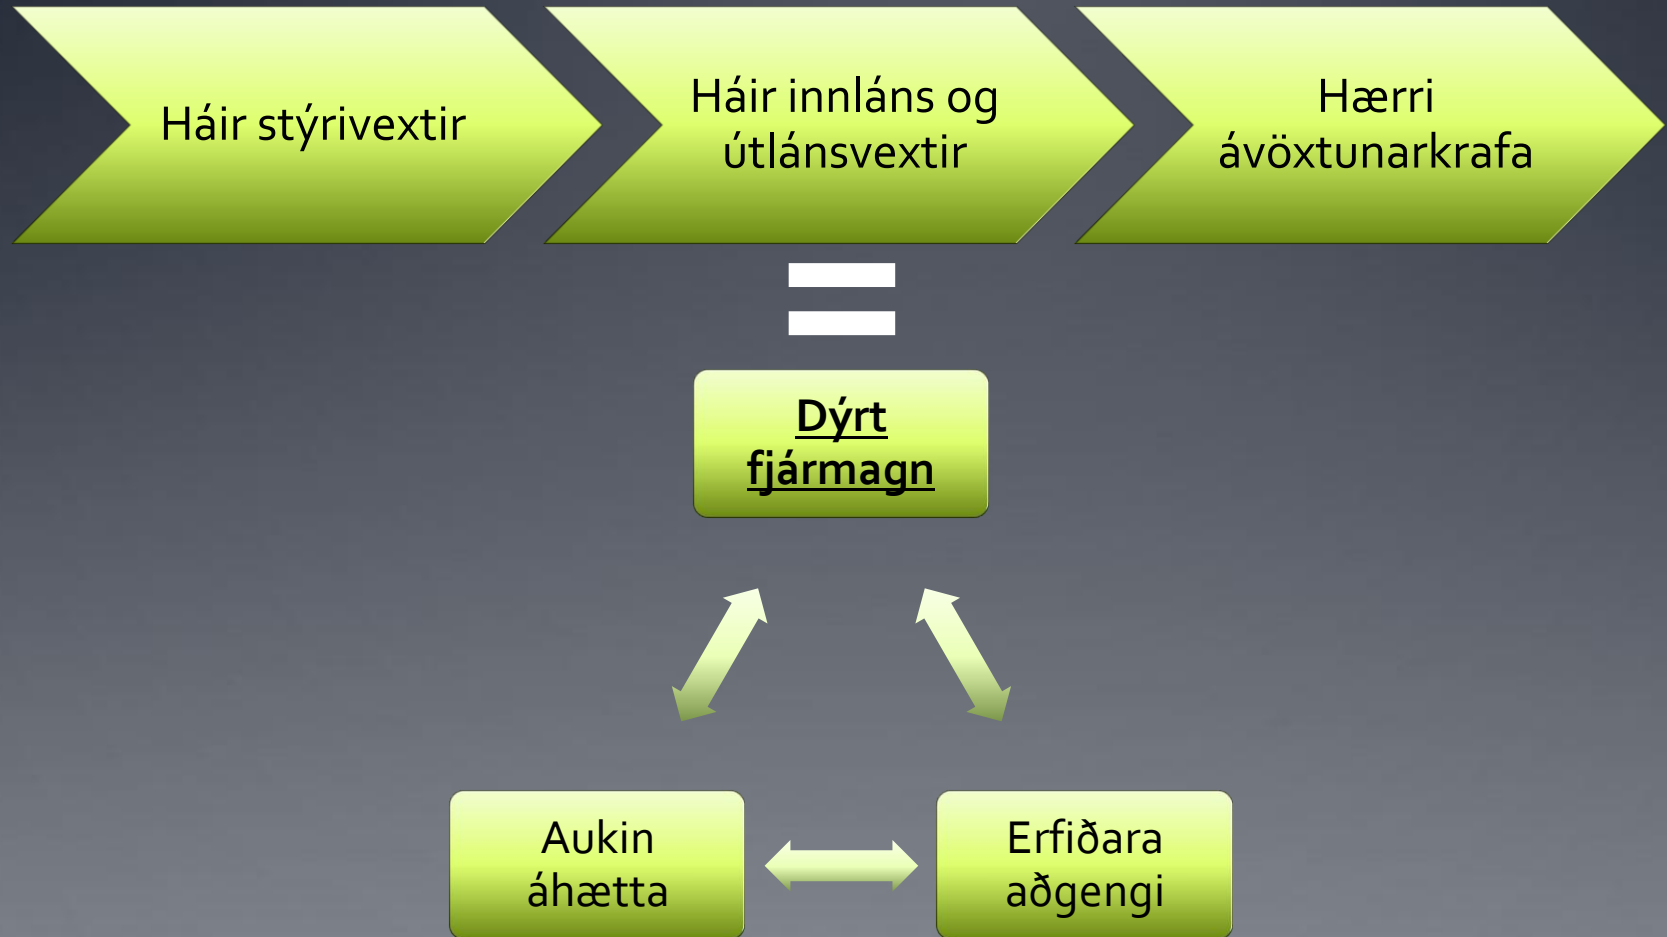 Háir stýrivextir
Háir innláns og
útlánsvextir
Hærri
ávöxtunarkrafa
Dýrt
fjármagn
Aukin
áhætta
Erfiðara
aðgengi